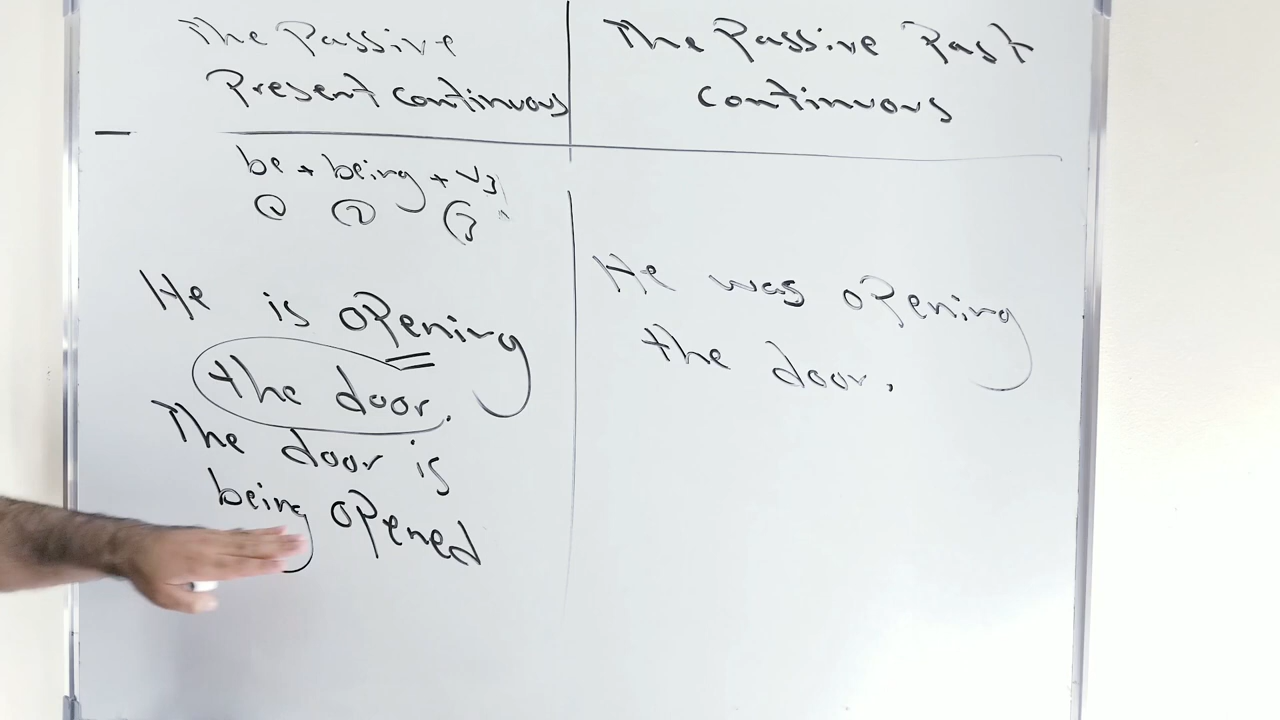 The Passive
Present continuous
be + being + V3
1 2 3
He is opening
the door.
The door is
being opened
The Passive Past
continuous
He was opening
the door.